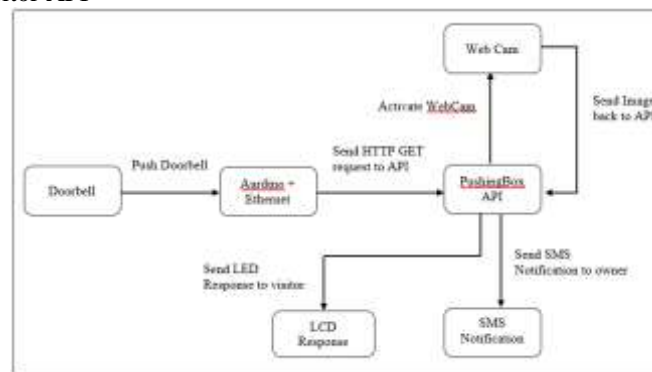 Web Cam
Activate WebCam
Send Image
back to API
Push Doorbell
Send HTTP GET
request to API
Doorbell
Ethernet
PushingBox
API
Send LED
Response to visitor
Send SMS
Notification to owner
LCD
Response
SMS
Notification